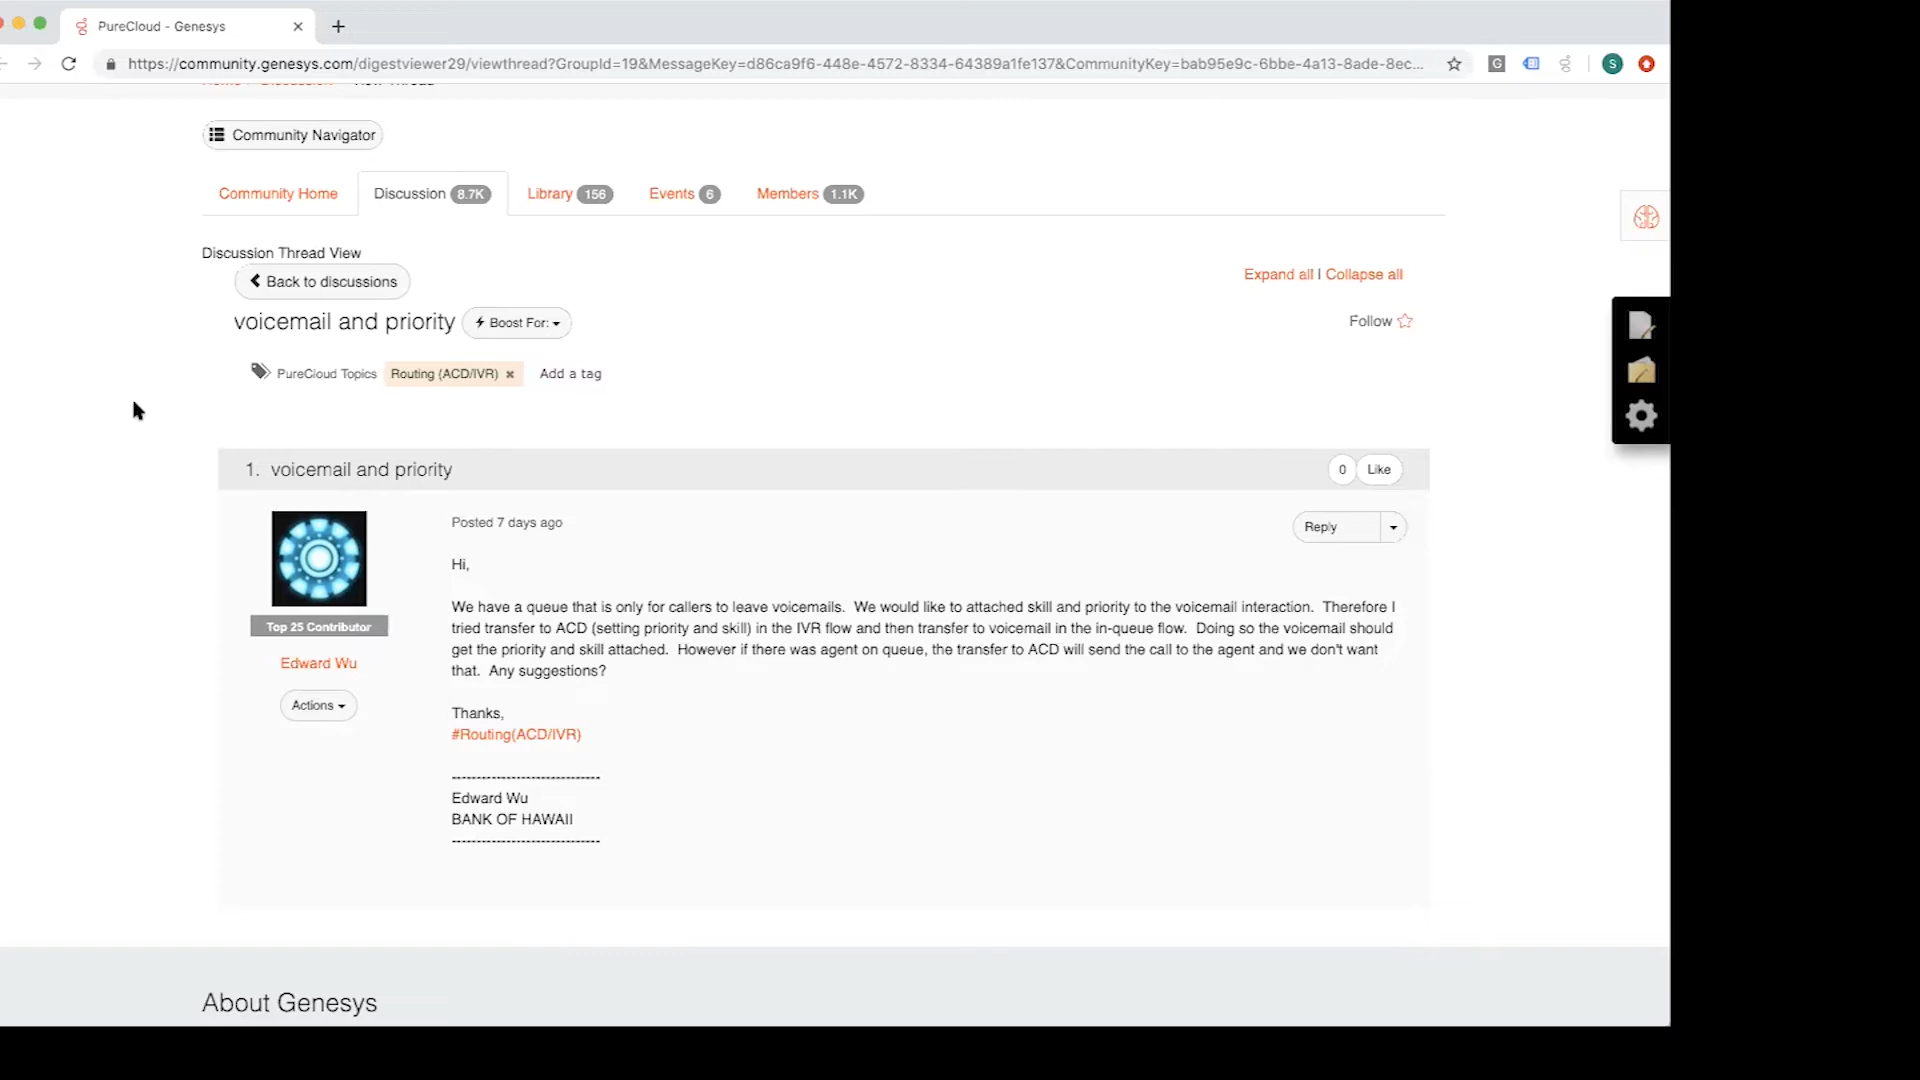 PureCloud - Genesys
https://community.genesys.com/digestviewer29/viewthread?GroupId=19&MessageKey=d86ca9f6-448e-4572-8334-64389a1fe137&CommunityKey=bab95e9c-6bbe-4a13-8ade-8ec...
G
S
Community Navigator
Community Home
Discussion 8.7K
Library 156
Events 6
Members 1.1K
Discussion Thread View
Back to discussions
Expand all | Collapse all
voicemail and priority
Boost For:
Follow
PureCloud Topics
Routing (ACD/IVR) ×
Add a tag
1. voicemail and priority
0
Like
Posted 7 days ago
Reply
Hi,
We have a queue that is only for callers to leave voicemails. We would like to attached skill and priority to the voicemail interaction. Therefore I
tried transfer to ACD (setting priority and skill) in the IVR flow and then transfer to voicemail in the in-queue flow. Doing so the voicemail should
get the priority and skill attached. However if there was agent on queue, the transfer to ACD will send the call to the agent and we don't want
that. Any suggestions?
Top 25 Contributor
Edward Wu
Actions
Thanks,
#Routing(ACD/IVR)
------------------------------
Edward Wu
BANK OF HAWAII
------------------------------
About Genesys